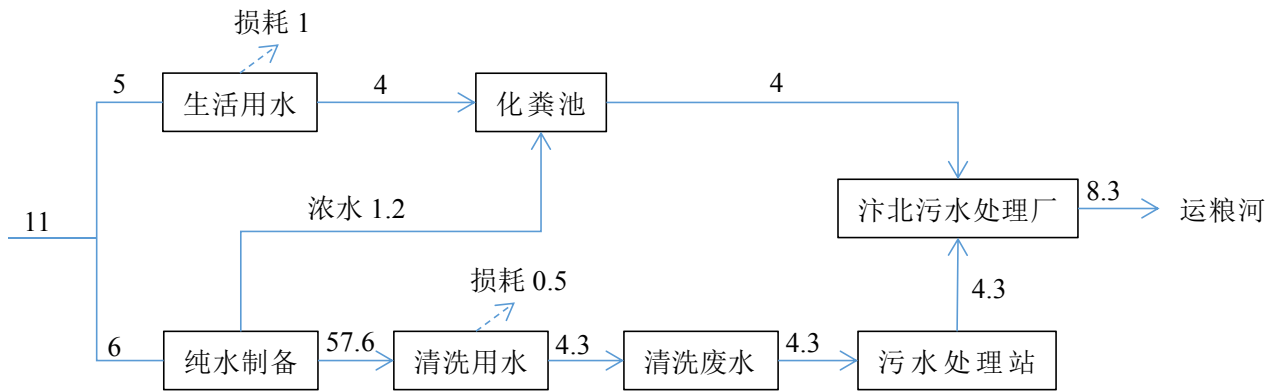 损耗 1
5
生活用水
4
化粪池
4
11
浓水 1.2
汴北污水处理厂
8.3
运粮河
损耗 0.5
4.3
6
纯水制备
57.6
清洗用水
4.3
清洗废水
4.3
污水处理站